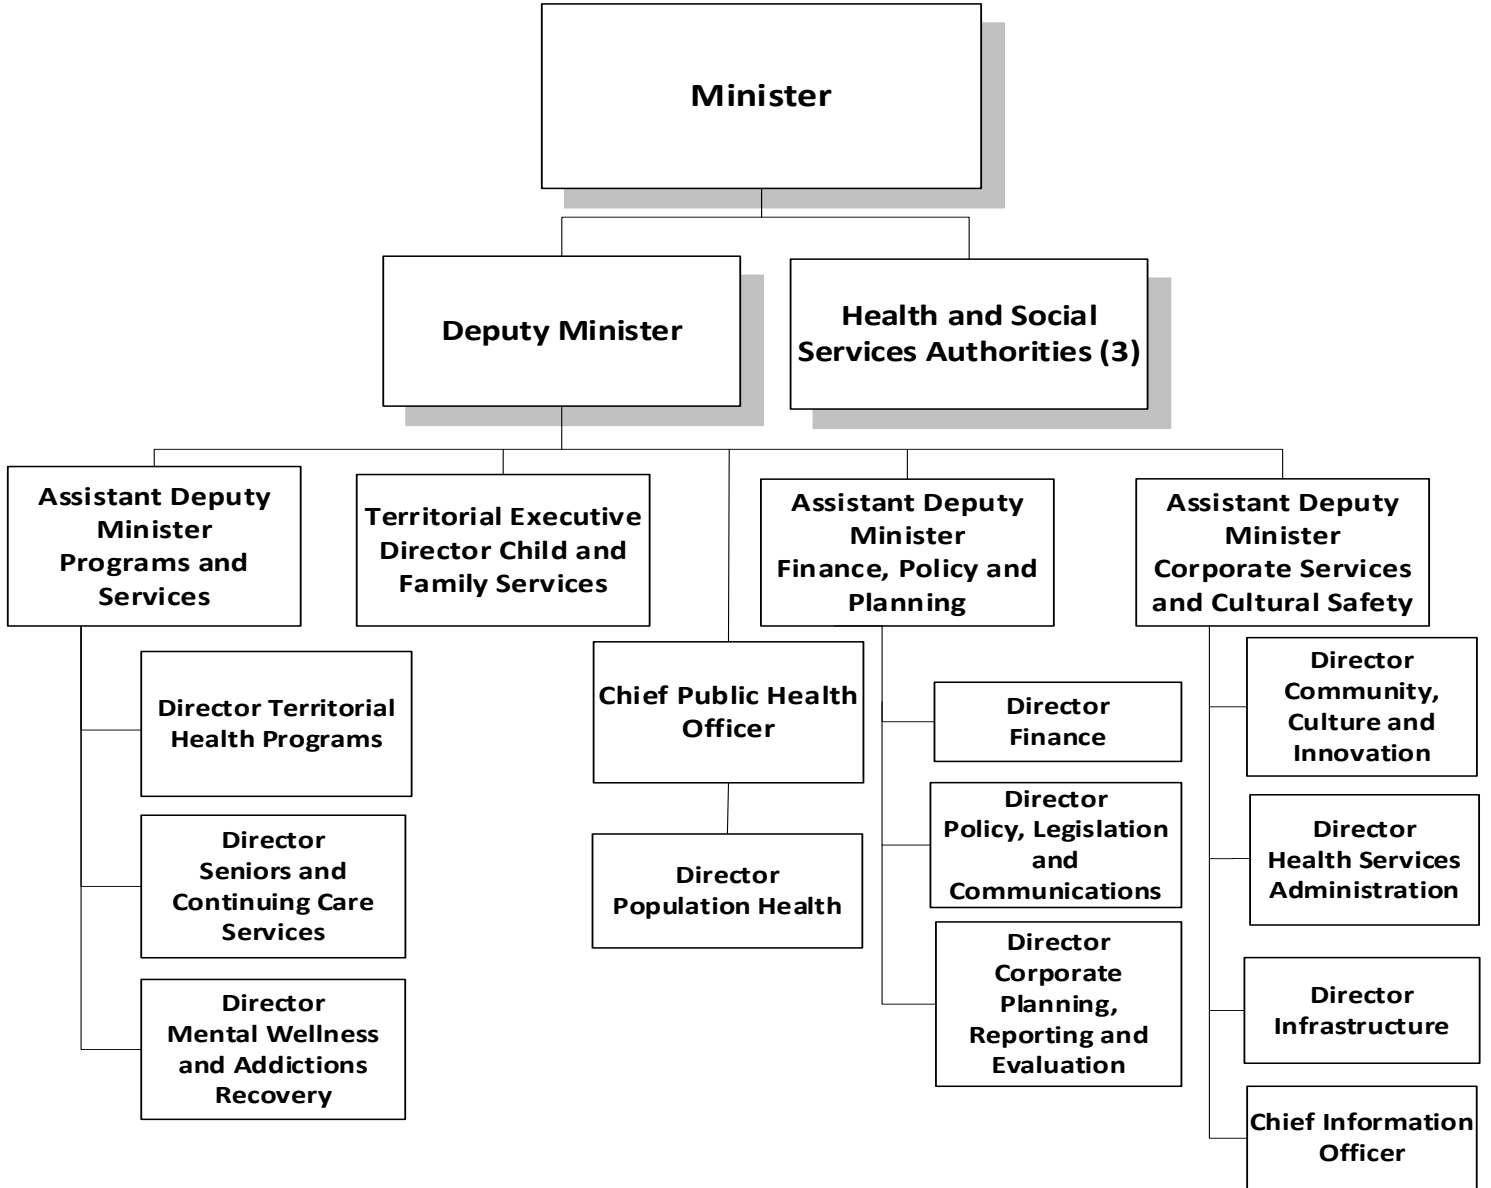 Minister
Deputy Minister
Health and Social
Services Authorities (3)
Assistant Deputy
Minister
Programs and
Services
Territorial Executive
Director Child and
Family Services
Assistant Deputy
Minister
Finance, Policy and
Planning
Assistant Deputy
Minister
Corporate Services
and Cultural Safety
Director Territorial
Health Programs
Director
Seniors and
Continuing Care
Services
Director
Mental Wellness
and Addictions
Recovery
Chief Public Health
Officer
Director
Population Health
Director
Finance
Director
Policy, Legislation
and
Communications
Director
Corporate
Planning,
Reporting and
Evaluation
Director
Community,
Culture and
Innovation
Director
Health Services
Administration
Director
Infrastructure
Chief Information
Officer